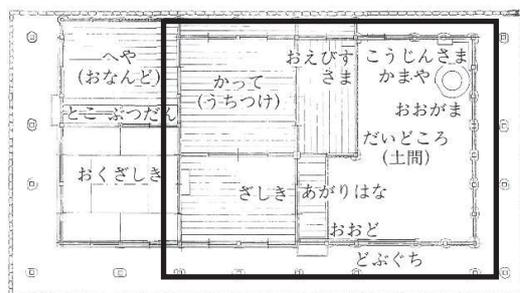 へや
(おなんど)
とこ ぶつだん
おくざしき
かって
(うちつけ)
ざしき
おえびす
さま
こうじんさま
かまや
おおがま
だいどころ
(土間)
あがりはな
おおど
どぶぐち